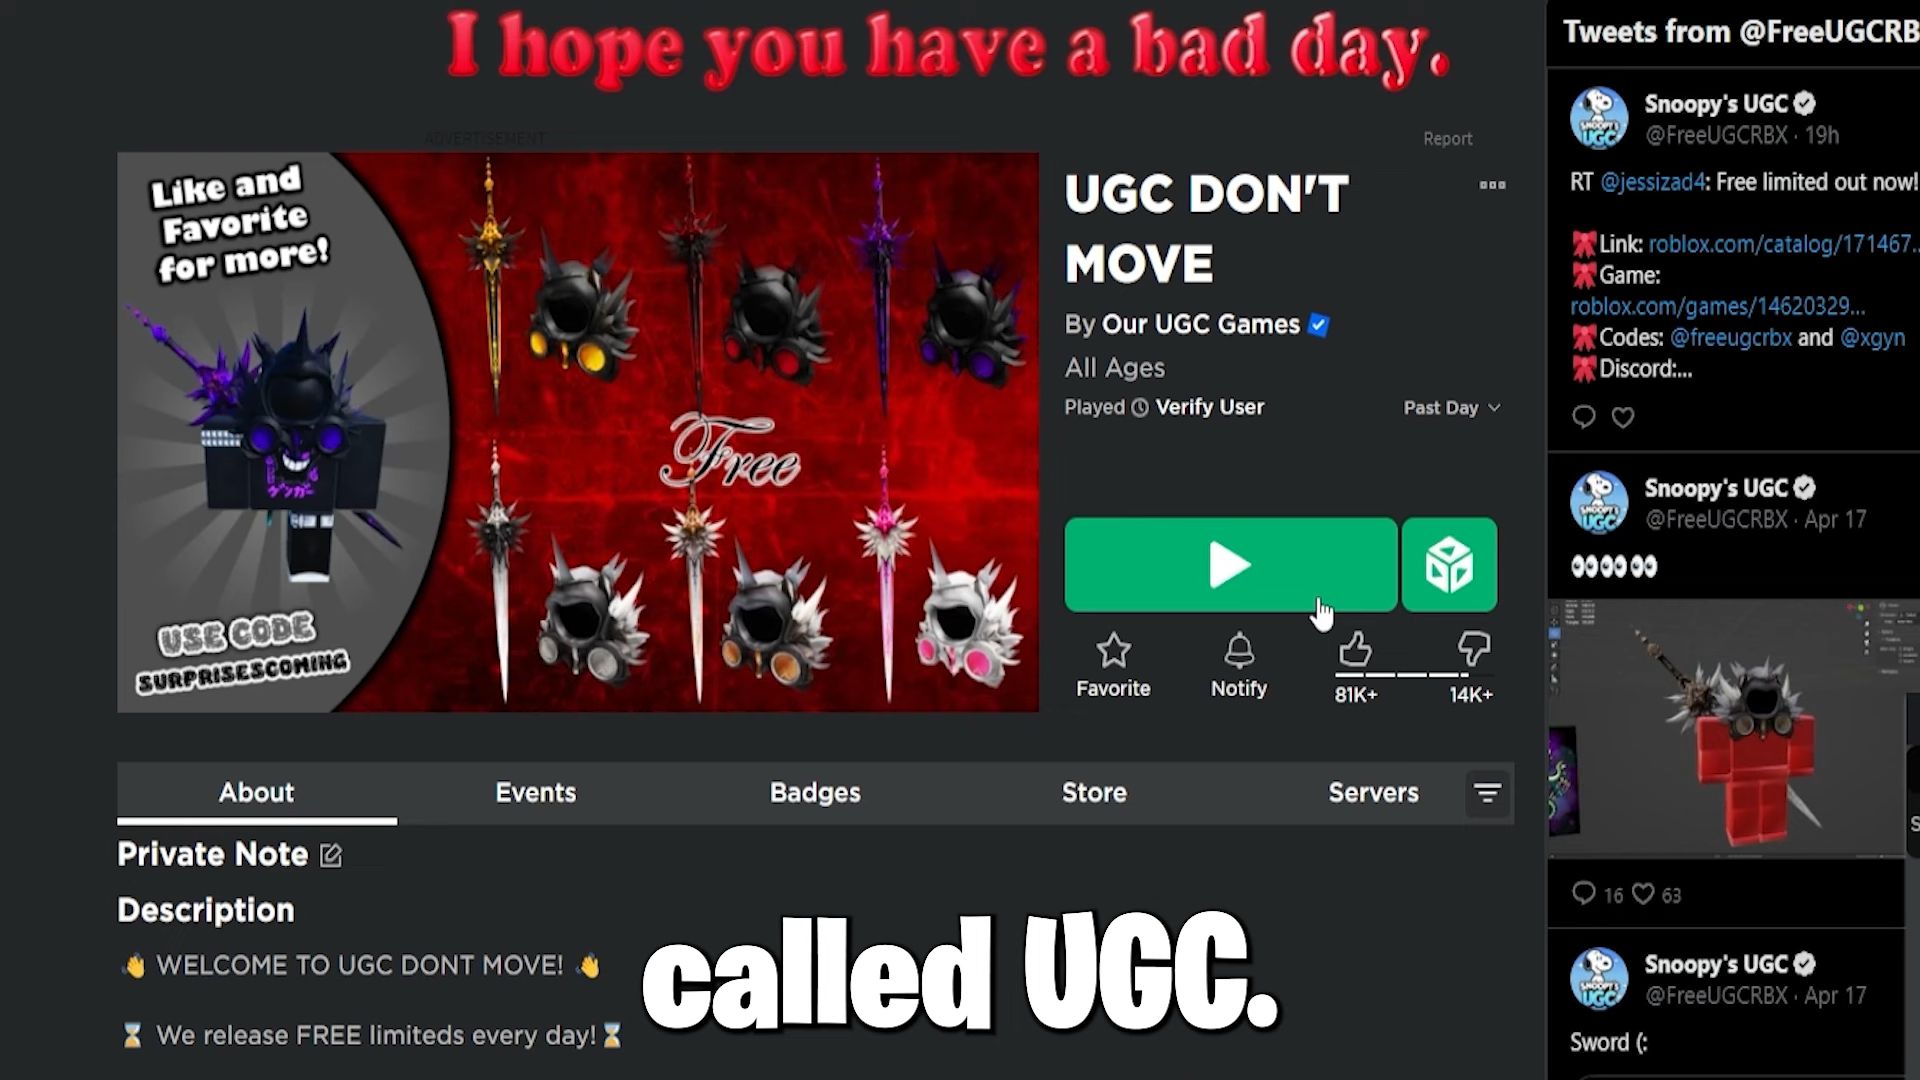 I hope you have a bad day.
ADVERTISEMENT
Report
Like and
Favorite
for more!
Free
USE CODE
SURPRISESCOMING
UGC DON'T
MOVE
By Our UGC Games
All Ages
Played Verify User
Past Day
Favorite
Notify
81K+
14K+
About
Events
Badges
Store
Servers
Private Note
Description
👋 WELCOME TO UGC DONT MOVE! 👋
⏳ We release FREE limiteds every day! ⏳
called UGC.
Tweets from @FreeUGCRB
Snoopy's UGC
@FreeUGCRBX · 19h
RT @jessizad4: Free limited out now!
🎀Link: roblox.com/catalog/171467...
🎀Game:
roblox.com/games/14620329...
🎀Codes: @freeugcrbx and @xgyn
🎀Discord:...
Snoopy's UGC
@FreeUGCRBX · Apr 17
👀👀👀
16 63
Snoopy's UGC
@FreeUGCRBX · Apr 17
Sword (: